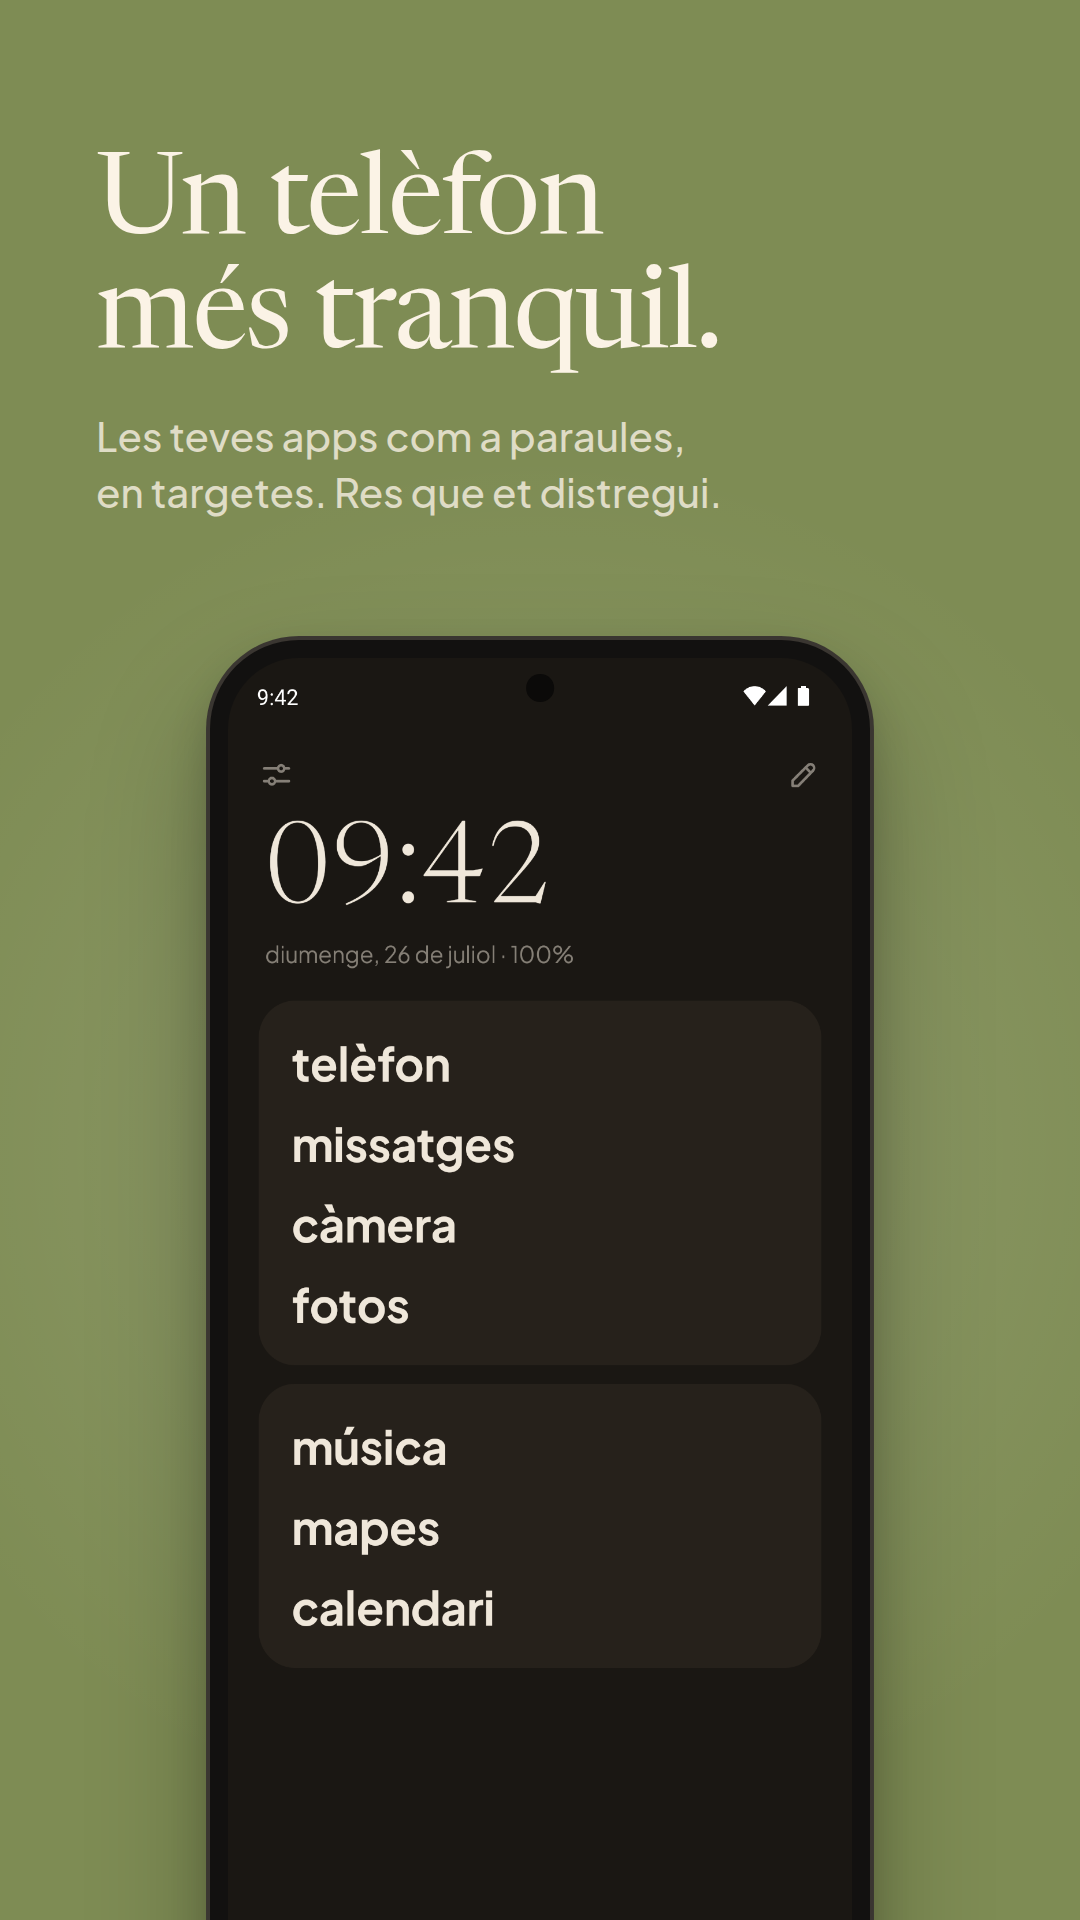 Un telèfon
més tranquil.
Les teves apps com a paraules,
en targetes. Res que et distregui.
9:42
09:42
diumenge, 26 de juliol · 100%
telèfon
missatges
càmera
fotos
música
mapes
calendari